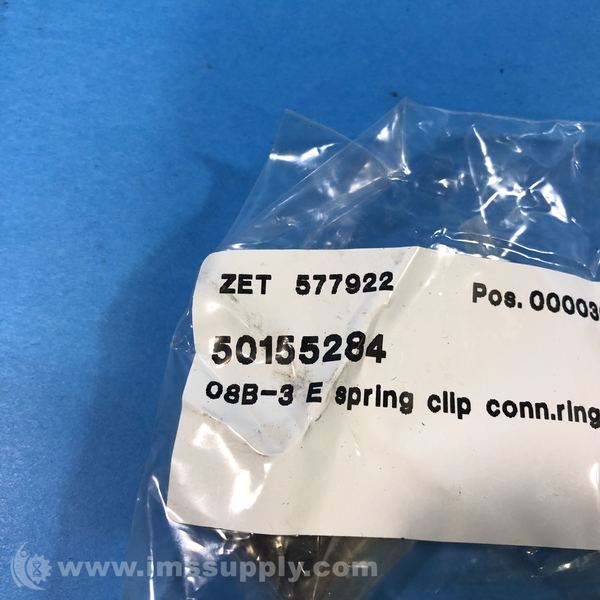 ZET 577922 Pos. 00003
50155284
08B-3 E spring clip conn.ring
www.imssupply.com